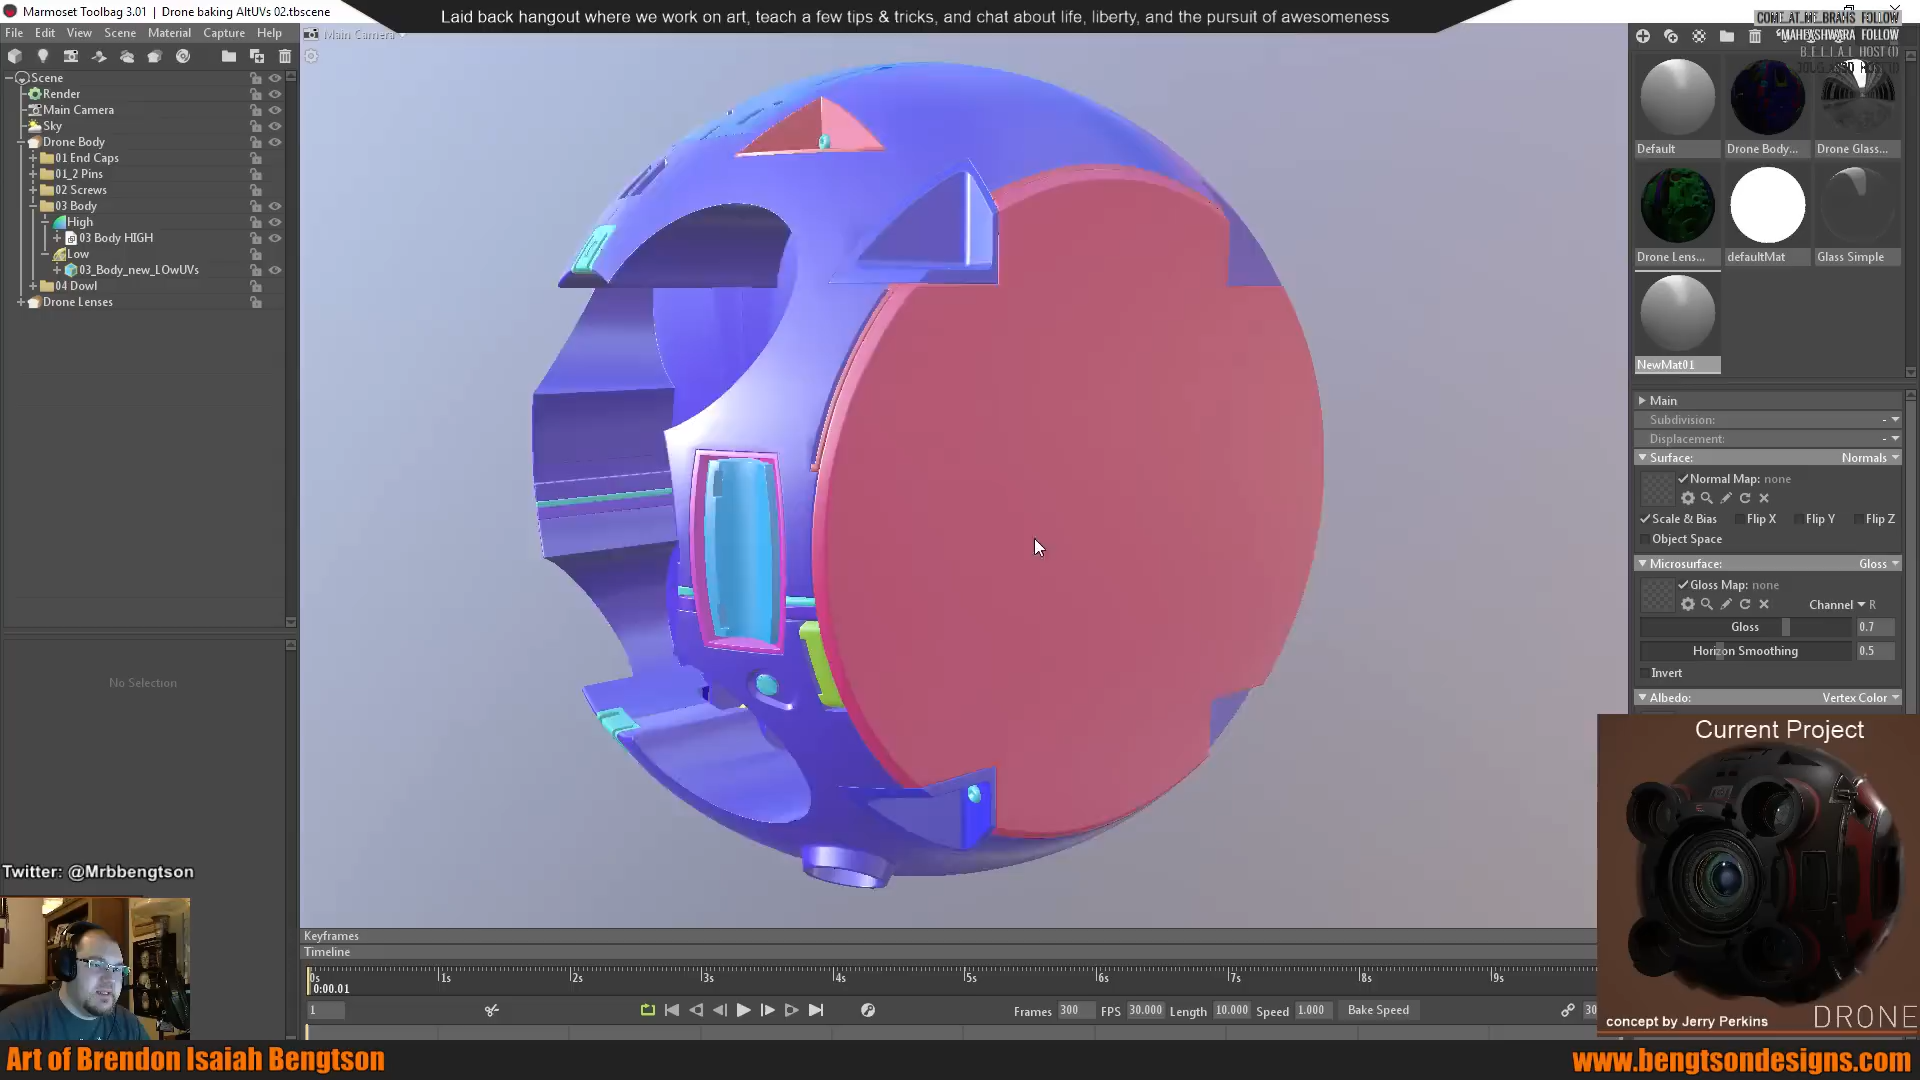 Marmoset Toolbag 3.01 | Drone baking AltUVs 02.tbscene
Laid back hangout where we work on art, teach a few tips & tricks, and chat about life, liberty, and the pursuit of awesomeness
File Edit View Scene Material Capture Help
Main Camera
Scene
Render
Main Camera
Sky
Drone Body
01 End Caps
01_2 Pins
02 Screws
03 Body
High
03 Body HIGH
Low
03_Body_new_LOwUVs
04 Dowl
Drone Lenses
No Selection
Twitter: @Mrbbengtson
Default
Drone Body...
Drone Glass...
Drone Lens...
defaultMat
Glass Simple
NewMat01
Main
Subdivision: -
Displacement: -
Surface: Normals
Normal Map: none
Scale & Bias Flip X Flip Y Flip Z
Object Space
Microsurface: Gloss
Gloss Map: none
Channel R
Gloss 0.7
Horizon Smoothing 0.5
Invert
Albedo: Vertex Color
Current Project
concept by Jerry Perkins
DRONE
Keyframes
Timeline
0s 1s 2s 3s 4s 5s 6s 7s 8s 9s
0:00.01
1
Frames 300 FPS 30.000 Length 10.000 Speed 1.000 Bake Speed 30
Art of Brendon Isaiah Bengtson
www.bengtsondesigns.com